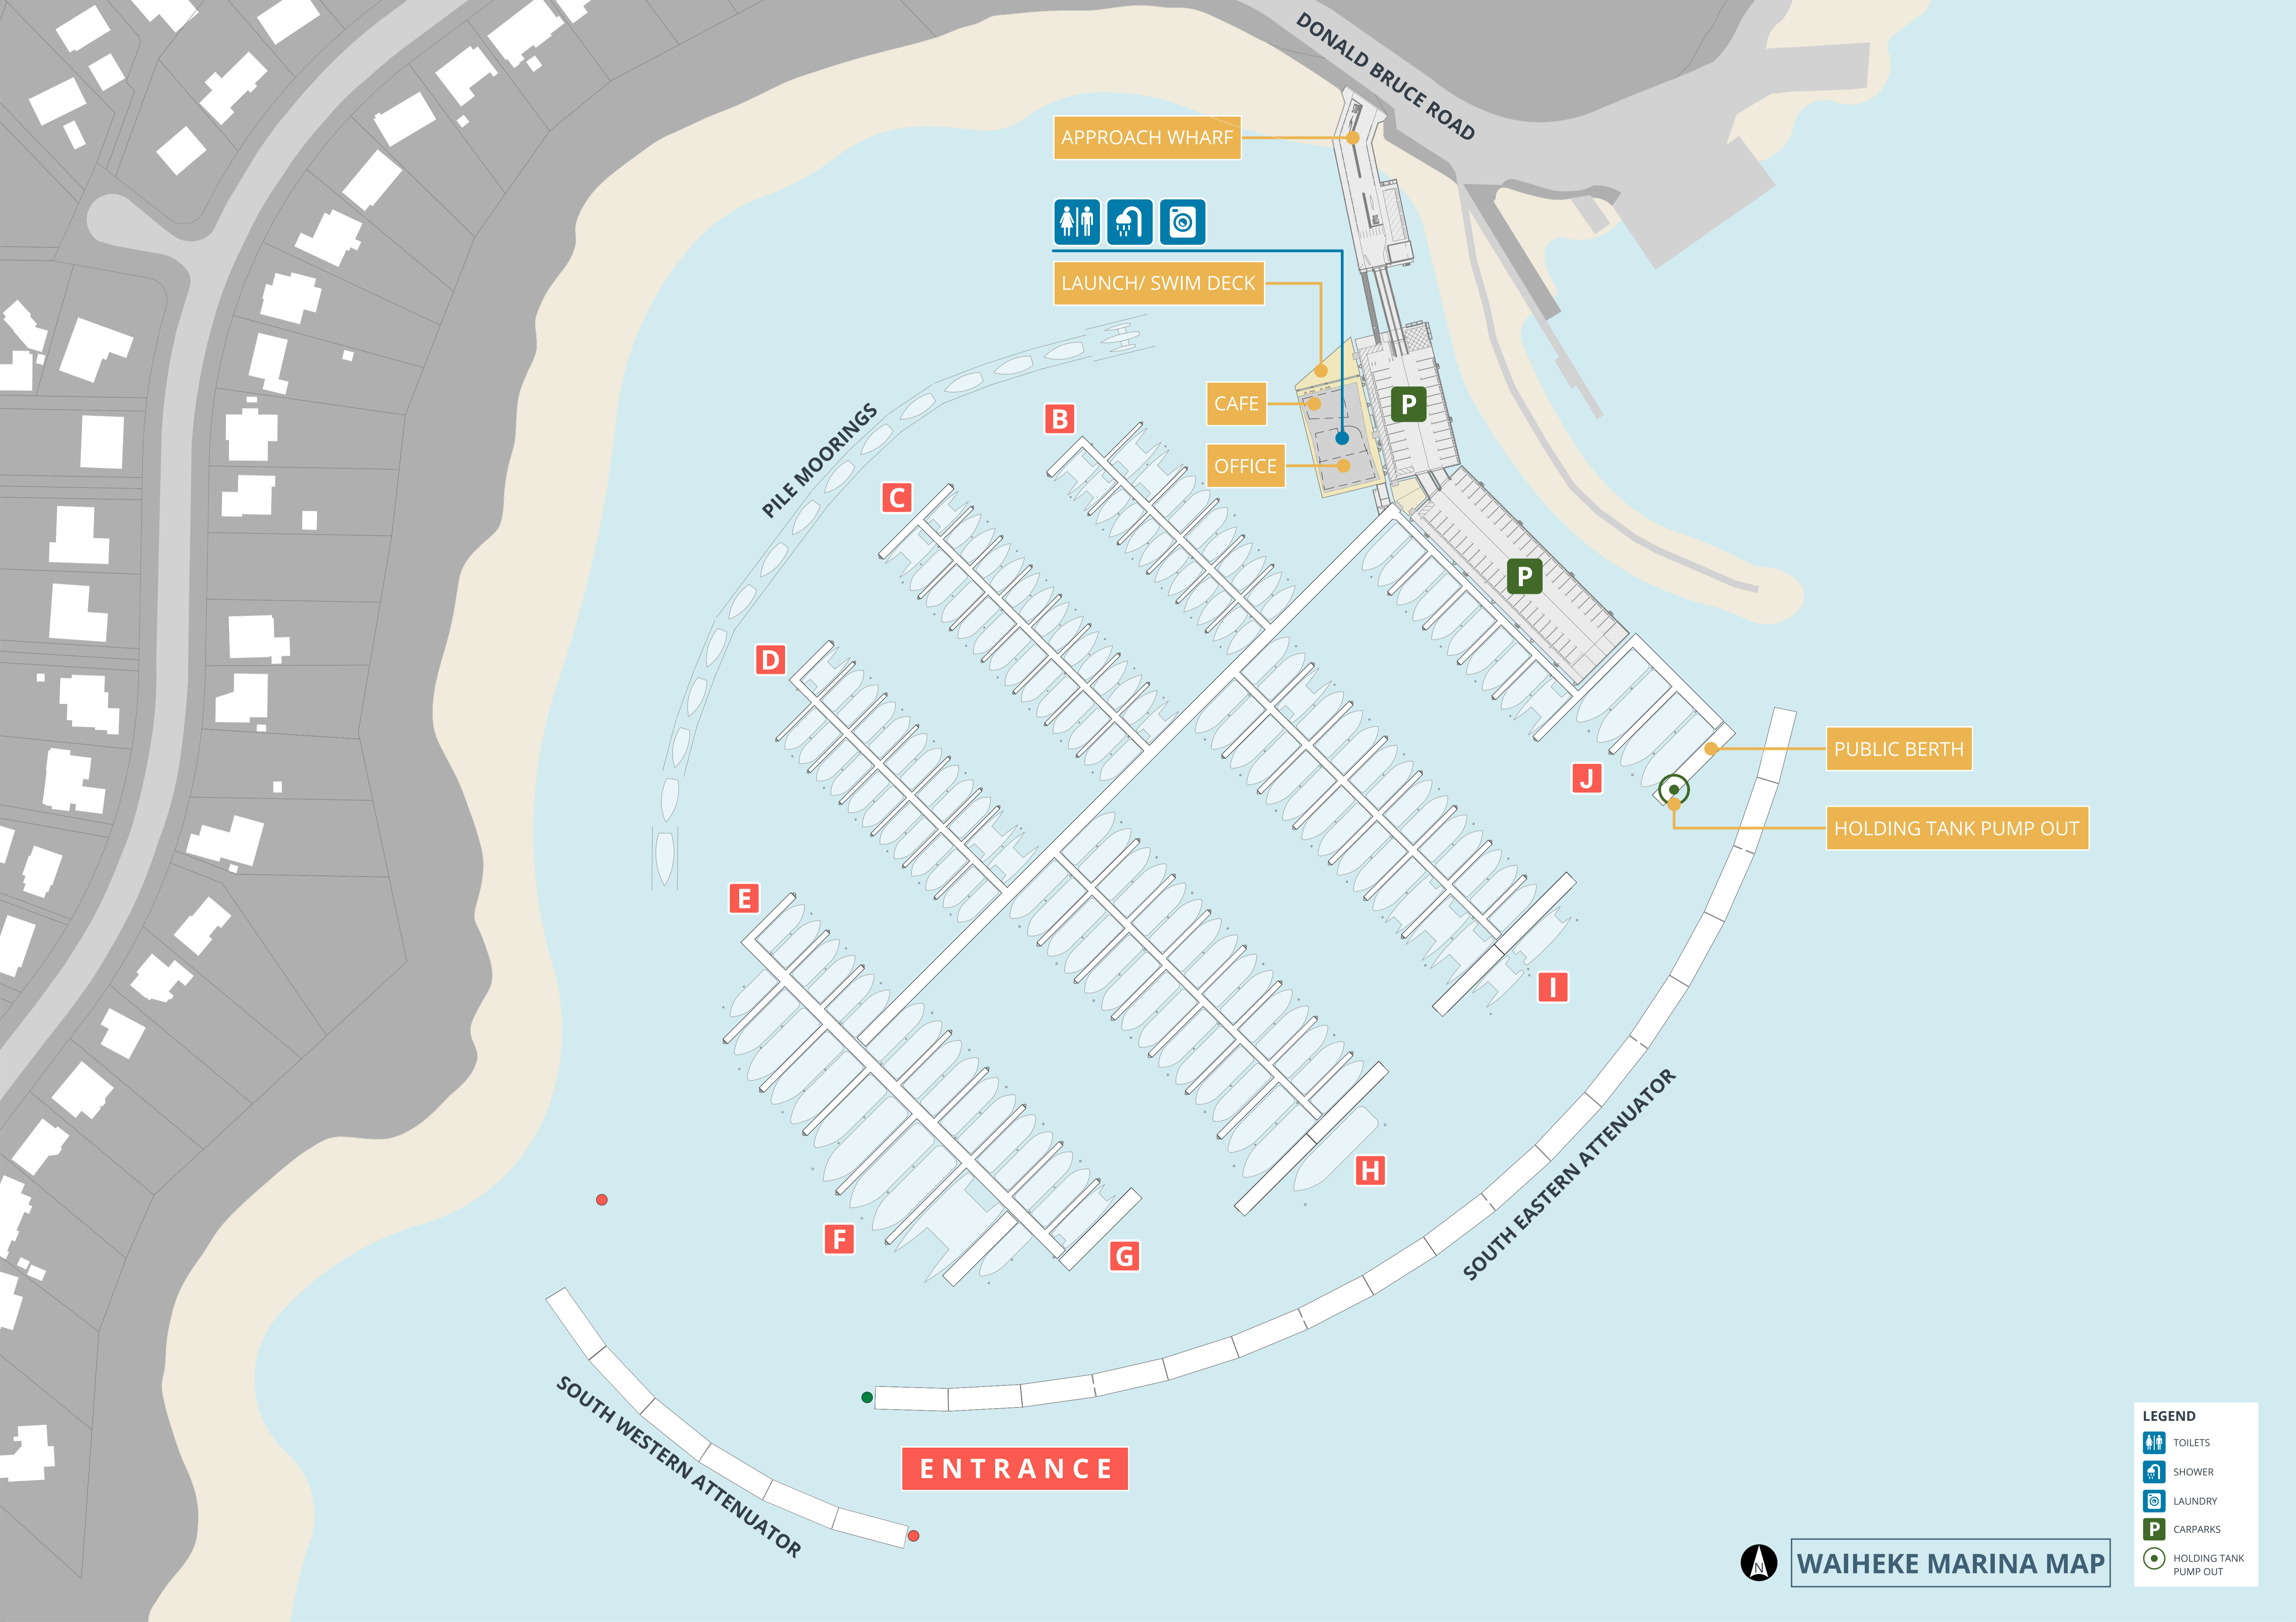 DONALD BRUCE ROAD
APPROACH WHARF
LAUNCH/ SWIM DECK
CAFE
P
OFFICE
B
C
PILE MOORINGS
P
D
PUBLIC BERTH
J
HOLDING TANK PUMP OUT
E
I
H
F
G
SOUTH EASTERN ATTENUATOR
SOUTH WESTERN ATTENUATOR
ENTRANCE
N
WAIHEKE MARINA MAP
LEGEND
TOILETS
SHOWER
LAUNDRY
P CARPARKS
HOLDING TANK
PUMP OUT